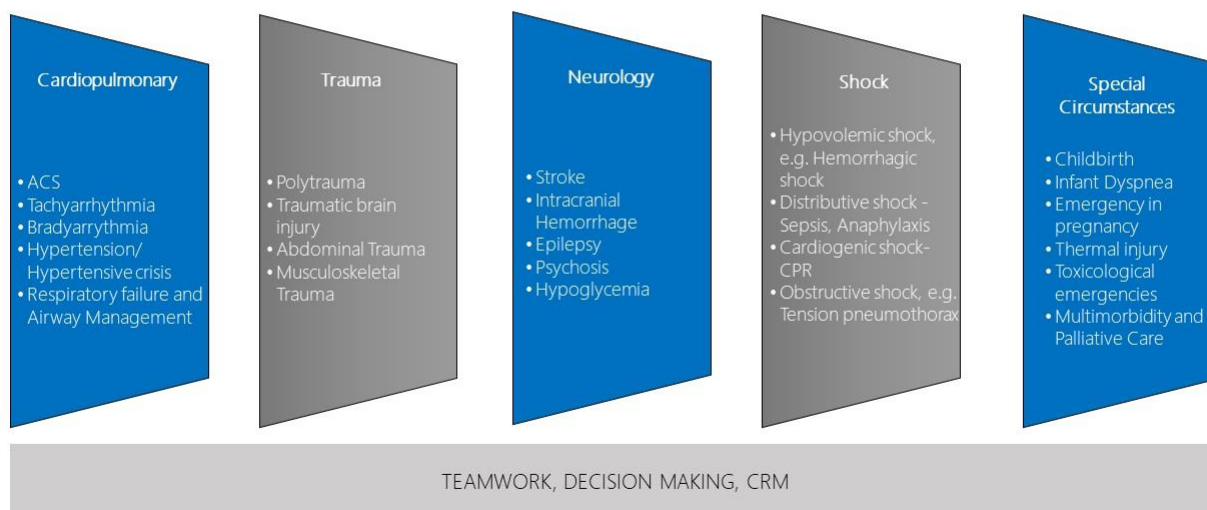 Cardiopulmonary
• ACS
• Tachyarrhythmia
• Bradyarrythmia
• Hypertension/
Hypertensive crisis
• Respiratory failure and
Airway Management
Trauma
• Polytrauma
• Traumatic brain
injury
• Abdominal Trauma
• Musculoskeletal
Trauma
Neurology
• Stroke
• Intracranial
Hemorrhage
• Epilepsy
• Psychosis
• Hypoglycemia
Shock
• Hypovolemic shock,
e.g. Hemorrhagic
shock
• Distributive shock -
Sepsis, Anaphylaxis
• Cardiogenic shock-
CPR
• Obstructive shock, e.g.
Tension pneumothorax
Special
Circumstances
• Childbirth
• Infant Dyspnea
• Emergency in
pregnancy
• Thermal injury
• Toxicological
emergencies
• Multimorbidity and
Palliative Care
TEAMWORK, DECISION MAKING, CRM